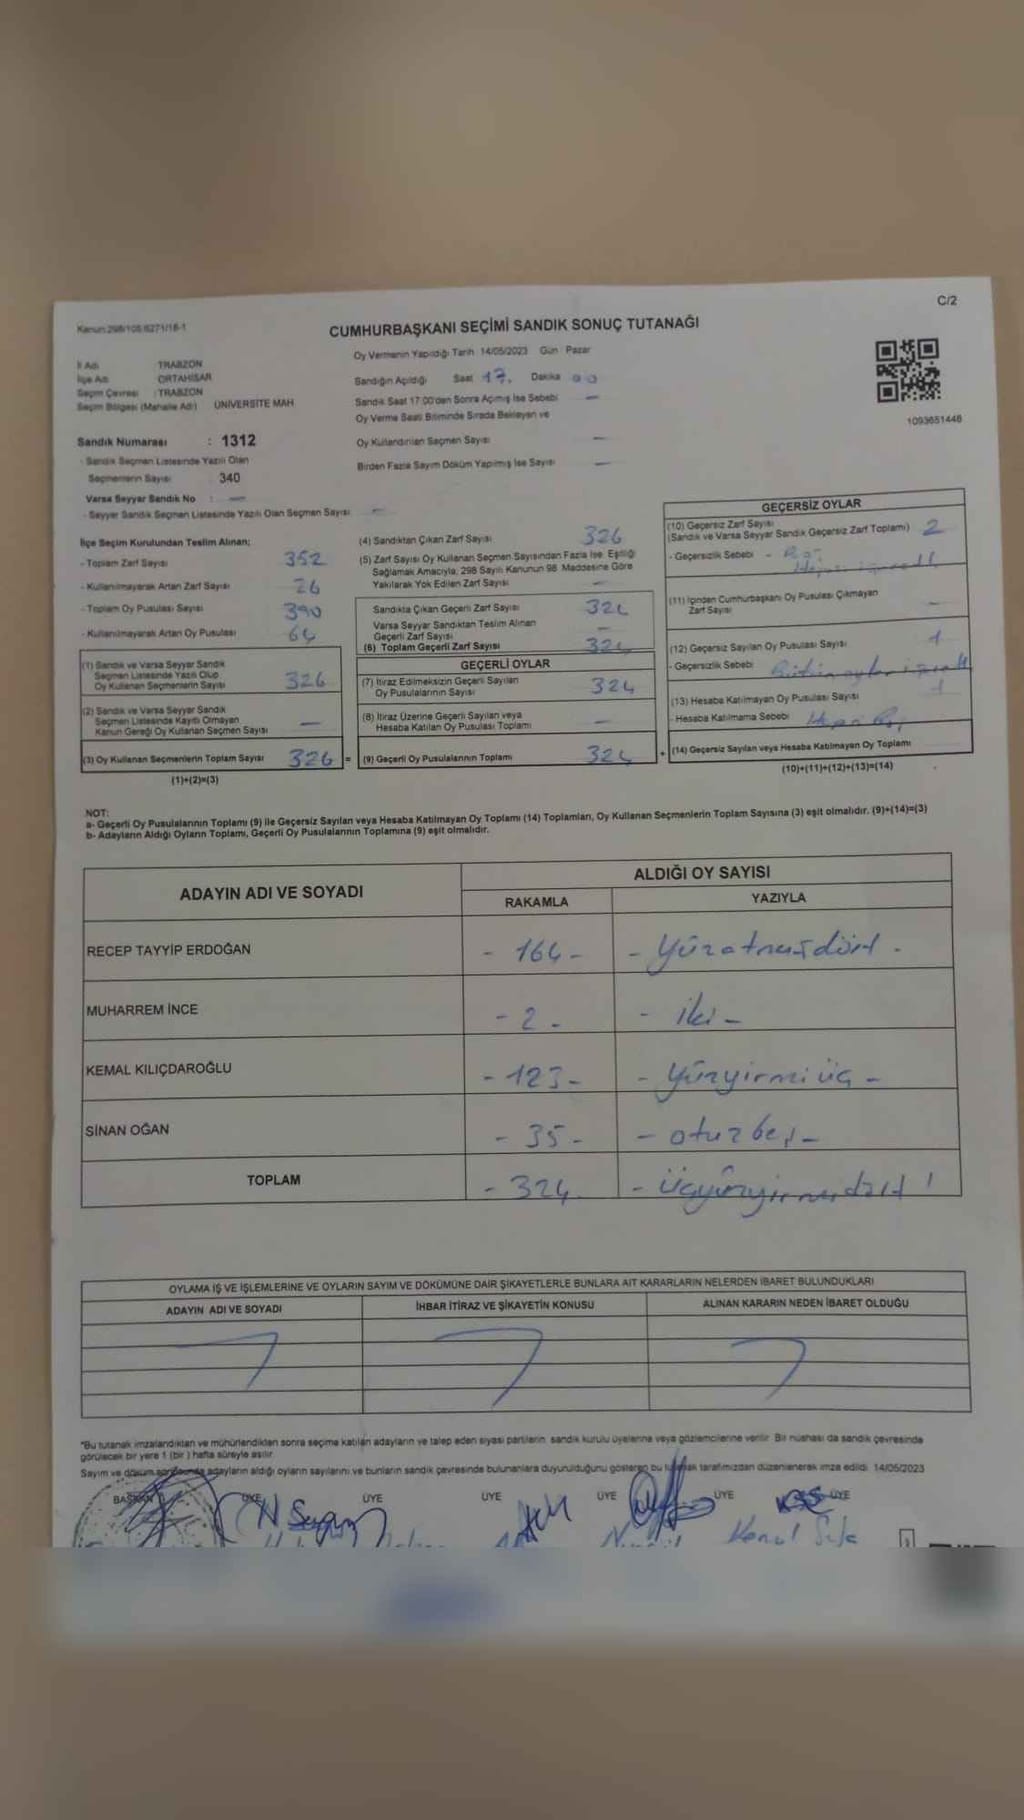 C/2
Kanun:298/105,6271/18-1
CUMHURBAŞKANI SEÇİMİ SANDIK SONUÇ TUTANAĞI
İl Adı : TRABZON
İlçe Adı : ORTAHİSAR
Seçim Çevresi : TRABZON
Seçim Bölgesi (Mahalle Adı) : ÜNİVERSİTE MAH
Sandık Numarası : 1312
- Sandık Seçmen Listesinde Yazılı Olan
Seçmenlerin Sayısı 340
Varsa Seyyar Sandık No : —
- Seyyar Sandık Seçmen Listesinde Yazılı Olan Seçmen Sayısı —
Oy Vermenin Yapıldığı Tarih 14/05/2023 Gün Pazar
Sandığın Açıldığı Saat 17. Dakika 00
Sandık Saat 17:00'den Sonra Açılmış İse Sebebi —
Oy Verme Saati Bitiminde Sırada Bekleyen ve
Oy Kullandırılan Seçmen Sayısı —
Birden Fazla Sayım Döküm Yapılmış İse Sayısı —
1093651448
İlçe Seçim Kurulundan Teslim Alınan;
- Toplam Zarf Sayısı 352
- Kullanılmayarak Artan Zarf Sayısı 26
- Toplam Oy Pusulası Sayısı 390
- Kullanılmayarak Artan Oy Pusulası 64
(1) Sandık ve Varsa Seyyar Sandık
Seçmen Listesinde Yazılı Olup
Oy Kullanan Seçmenlerin Sayısı 326
(2) Sandık ve Varsa Seyyar Sandık
Seçmen Listesinde Kayıtlı Olmayan
Kanun Gereği Oy Kullanan Seçmen Sayısı —
(3) Oy Kullanan Seçmenlerin Toplam Sayısı 326 =
(1)+(2)=(3)
(4) Sandıktan Çıkan Zarf Sayısı 326
(5) Zarf Sayısı Oy Kullanan Seçmen Sayısından Fazla İse, Eşitliği
Sağlamak Amacıyla, 298 Sayılı Kanunun 98. Maddesine Göre
Yakılarak Yok Edilen Zarf Sayısı —
Sandıkta Çıkan Geçerli Zarf Sayısı 324
Varsa Seyyar Sandıktan Teslim Alınan
Geçerli Zarf Sayısı —
(6) Toplam Geçerli Zarf Sayısı 324
GEÇERLİ OYLAR
(7) İtiraz Edilmeksizin Geçerli Sayılan
Oy Pusulalarının Sayısı 324
(8) İtiraz Üzerine Geçerli Sayılan veya
Hesaba Katılan Oy Pusulası Toplamı —
(9) Geçerli Oy Pusulalarının Toplamı 324 +
GEÇERSİZ OYLAR
(10) Geçersiz Zarf Sayısı
(Sandık ve Varsa Seyyar Sandık Geçersiz Zarf Toplamı) 2
- Geçersizlik Sebebi -
(11) İçinden Cumhurbaşkanı Oy Pusulası Çıkmayan
Zarf Sayısı —
(12) Geçersiz Sayılan Oy Pusulası Sayısı 1
- Geçersizlik Sebebi Bütün oylar
(13) Hesaba Katılmayan Oy Pusulası Sayısı 1
- Hesaba Katılmama Sebebi
(14) Geçersiz Sayılan veya Hesaba Katılmayan Oy Toplamı
(10)+(11)+(12)+(13)=(14)
NOT:
a- Geçerli Oy Pusulalarının Toplamı (9) ile Geçersiz Sayılan veya Hesaba Katılmayan Oy Toplamı (14) Toplamları, Oy Kullanan Seçmenlerin Toplam Sayısına (3) eşit olmalıdır. (9)+(14)=(3)
b- Adayların Aldığı Oyların Toplamı, Geçerli Oy Pusulalarının Toplamına (9) eşit olmalıdır.
ADAYIN ADI VE SOYADI ALDIĞI OY SAYISI
RAKAMLA YAZIYLA
RECEP TAYYİP ERDOĞAN - 164 - - Yüzatmışdört -
MUHARREM İNCE - 2 - - iki -
KEMAL KILIÇDAROĞLU - 123 - - Yüzyirmiüç -
SİNAN OĞAN - 35 - - otuzbeş -
TOPLAM - 324 - Üçyüzyirmidört !
OYLAMA İŞ VE İŞLEMLERİNE VE OYLARIN SAYIM VE DÖKÜMÜNE DAİR ŞİKAYETLERLE BUNLARA AİT KARARLARIN NELERDEN İBARET BULUNDUKLARI
ADAYIN ADI VE SOYADI İHBAR İTİRAZ VE ŞİKAYETİN KONUSU ALINAN KARARIN NEDEN İBARET OLDUĞU
*Bu tutanak imzalandıktan ve mühürlendikten sonra seçime katılan adayların ve talep eden siyasi partilerin, sandık kurulu üyelerine veya gözlemcilerine verilir. Bir nüshası da sandık çevresinde
görülecek bir yere 1 (bir ) hafta süreyle asılır.
Sayım ve döküm sonucunda adayların aldığı oyların sayılarını ve bunların sandık çevresinde bulunanlara duyurulduğunu gösteren bu tutanak tarafımızdan düzenlenerek imza edildi. 14/05/2023
BAŞKAN ÜYE ÜYE ÜYE ÜYE ÜYE ÜYE